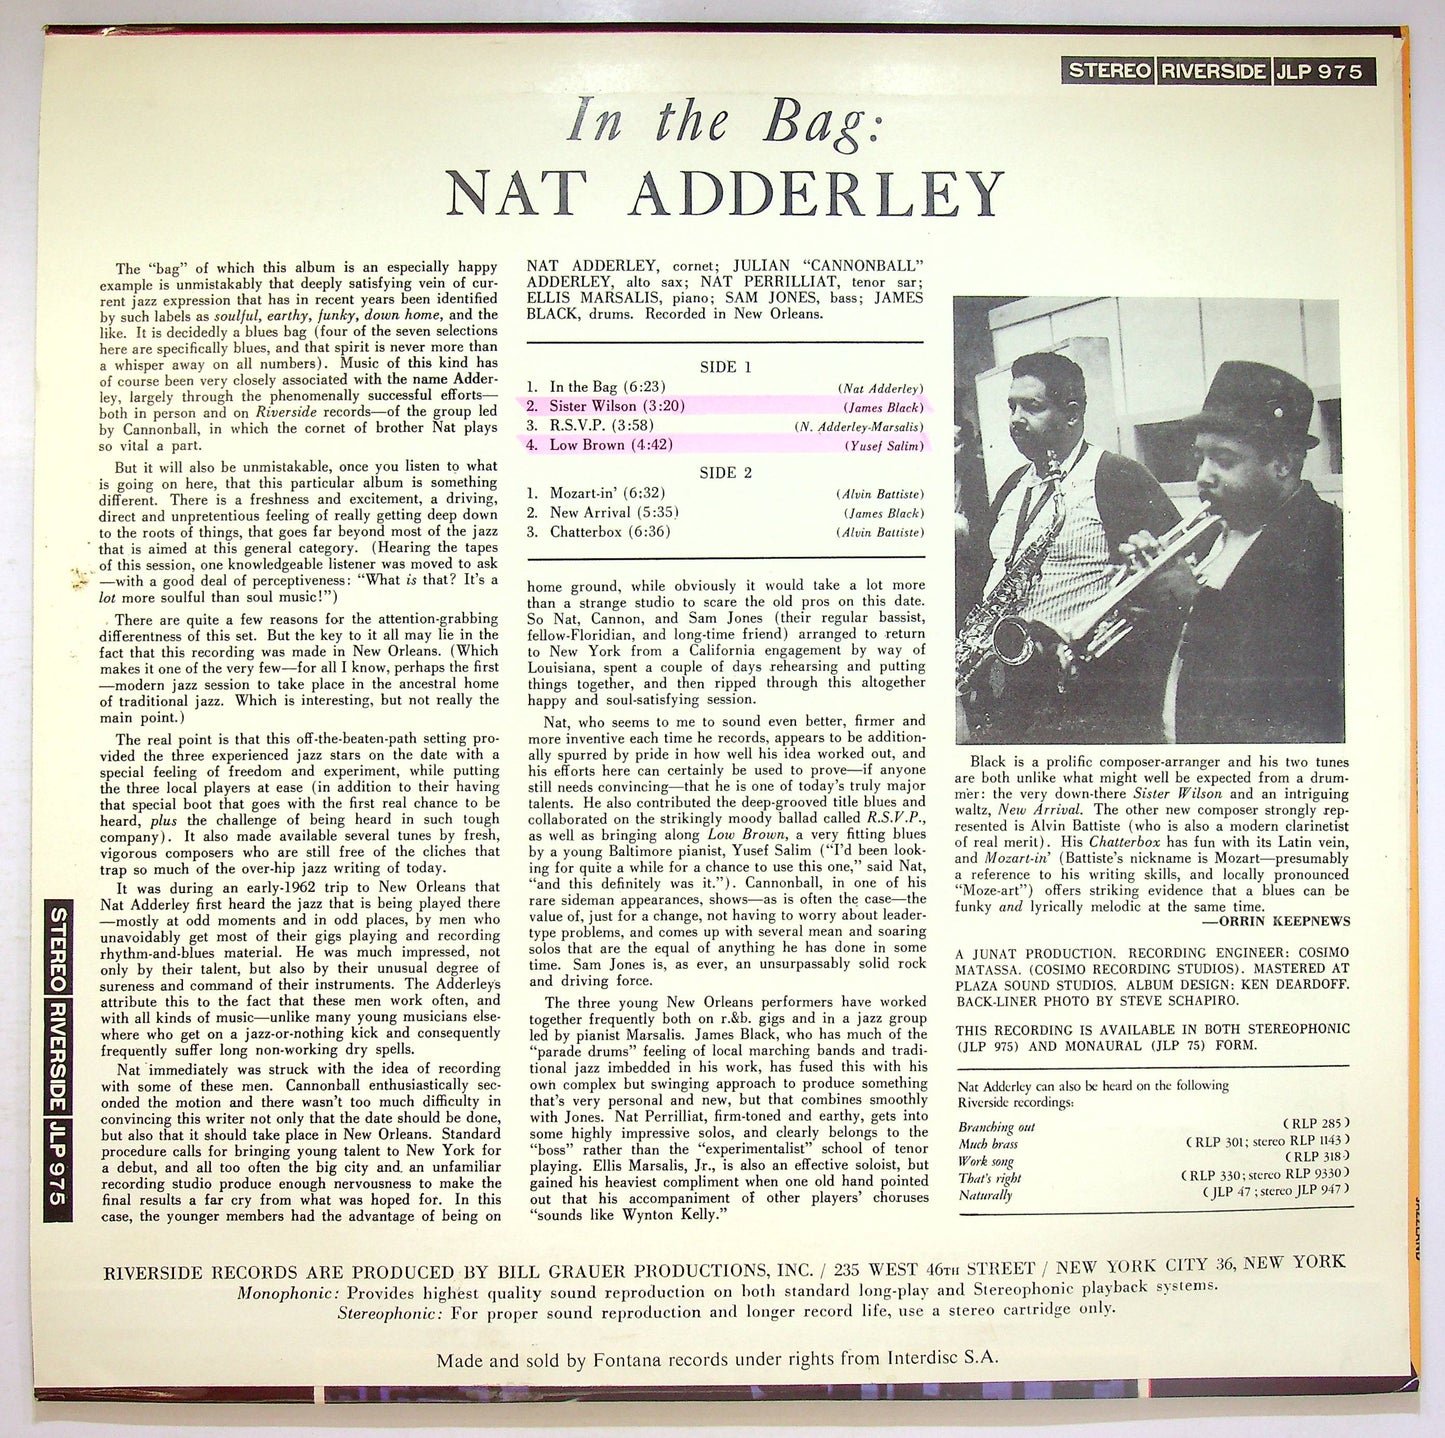 STEREO RIVERSIDE JLP 975
In the Bag:
NAT ADDERLEY
The "bag" of which this album is an especially happy
example is unmistakably that deeply satisfying vein of cur-
rent jazz expression that has in recent years been identified
by such labels as soulful, earthy, funky, down home, and the
like. It is decidedly a blues bag (four of the seven selections
here are specifically blues, and that spirit is never more than
a whisper away on all numbers). Music of this kind has
of course been very closely associated with the name Adder-
ley, largely through the phenomenally successful efforts—
both in person and on Riverside records—of the group led
by Cannonball, in which the cornet of brother Nat plays
so vital a part.
But it will also be unmistakable, once you listen to what
is going on here, that this particular album is something
different. There is a freshness and excitement, a driving,
direct and unpretentious feeling of really getting deep down
to the roots of things, that goes far beyond most of the jazz
that is aimed at this general category. (Hearing the tapes
of this session, one knowledgeable listener was moved to ask
—with a good deal of perceptiveness: "What is that? It's a
lot more soulful than soul music!")
There are quite a few reasons for the attention-grabbing
differentness of this set. But the key to it all may lie in the
fact that this recording was made in New Orleans. (Which
makes it one of the very few—for all I know, perhaps the first
—modern jazz session to take place in the ancestral home
of traditional jazz. Which is interesting, but not really the
main point.)
The real point is that this off-the-beaten-path setting pro-
vided the three experienced jazz stars on the date with a
special feeling of freedom and experiment, while putting
the three local players at ease (in addition to their having
that special boot that goes with the first real chance to be
heard, plus the challenge of being heard in such tough
company). It also made available several tunes by fresh,
vigorous composers who are still free of the cliches that
trap so much of the over-hip jazz writing of today.
It was during an early-1962 trip to New Orleans that
Nat Adderley first heard the jazz that is being played there
—mostly at odd moments and in odd places, by men who
unavoidably get most of their gigs playing and recording
rhythm-and-blues material. He was much impressed, not
only by their talent, but also by their unusual degree of
sureness and command of their instruments. The Adderleys
attribute this to the fact that these men work often, and
with all kinds of music—unlike many young musicians else-
where who get on a jazz-or-nothing kick and consequently
frequently suffer long non-working dry spells.
Nat immediately was struck with the idea of recording
with some of these men. Cannonball enthusiastically sec-
onded the motion and there wasn't too much difficulty in
convincing this writer not only that the date should be done,
but also that it should take place in New Orleans. Standard
procedure calls for bringing young talent to New York for
a debut, and all too often the big city and an unfamiliar
recording studio produce enough nervousness to make the
final results a far cry from what was hoped for. In this
case, the younger members had the advantage of being on
NAT ADDERLEY, cornet; JULIAN "CANNONBALL"
ADDERLEY, alto sax; NAT PERRILLIAT, tenor sar;
ELLIS MARSALIS, piano; SAM JONES, bass; JAMES
BLACK, drums. Recorded in New Orleans.
SIDE 1
1. In the Bag (6:23) (Nat Adderley)
2. Sister Wilson (3:20) (James Black)
3. R.S.V.P. (3:58) (N. Adderley-Marsalis)
4. Low Brown (4:42) (Yusef Salim)
SIDE 2
1. Mozart-in' (6:32) (Alvin Battiste)
2. New Arrival (5:35) (James Black)
3. Chatterbox (6:36) (Alvin Battiste)
home ground, while obviously it would take a lot more
than a strange studio to scare the old pros on this date.
So Nat, Cannon, and Sam Jones (their regular bassist,
fellow-Floridian, and long-time friend) arranged to return
to New York from a California engagement by way of
Louisiana, spent a couple of days rehearsing and putting
things together, and then ripped through this altogether
happy and soul-satisfying session.
Nat, who seems to me to sound even better, firmer and
more inventive each time he records, appears to be addition-
ally spurred by pride in how well his idea worked out, and
his efforts here can certainly be used to prove—if anyone
still needs convincing—that he is one of today's truly major
talents. He also contributed the deep-grooved title blues and
collaborated on the strikingly moody ballad called R.S.V.P.,
as well as bringing along Low Brown, a very fitting blues
by a young Baltimore pianist, Yusef Salim ("I'd been look-
ing for quite a while for a chance to use this one," said Nat,
"and this definitely was it."). Cannonball, in one of his
rare sideman appearances, shows—as is often the case—the
value of, just for a change, not having to worry about leader-
type problems, and comes up with several mean and soaring
solos that are the equal of anything he has done in some
time. Sam Jones is, as ever, an unsurpassably solid rock
and driving force.
The three young New Orleans performers have worked
together frequently both on r.&b. gigs and in a jazz group
led by pianist Marsalis. James Black, who has much of the
"parade drums" feeling of local marching bands and tradi-
tional jazz imbedded in his work, has fused this with his
own complex but swinging approach to produce something
that's very personal and new, but that combines smoothly
with Jones. Nat Perrilliat, firm-toned and earthy, gets into
some highly impressive solos, and clearly belongs to the
"boss" rather than the "experimentalist" school of tenor
playing. Ellis Marsalis, Jr., is also an effective soloist, but
gained his heaviest compliment when one old hand pointed
out that his accompaniment of other players' choruses
"sounds like Wynton Kelly."
Black is a prolific composer-arranger and his two tunes
are both unlike what might well be expected from a drum-
mer: the very down-there Sister Wilson and an intriguing
waltz, New Arrival. The other new composer strongly rep-
resented is Alvin Battiste (who is also a modern clarinetist
of real merit). His Chatterbox has fun with its Latin vein,
and Mozart-in' (Battiste's nickname is Mozart—presumably
a reference to his writing skills, and locally pronounced
"Moze-art") offers striking evidence that a blues can be
funky and lyrically melodic at the same time.
—ORRIN KEEPNEWS
A JUNAT PRODUCTION. RECORDING ENGINEER: COSIMO
MATASSA. (COSIMO RECORDING STUDIOS). MASTERED AT
PLAZA SOUND STUDIOS. ALBUM DESIGN: KEN DEARDOFF.
BACK-LINER PHOTO BY STEVE SCHAPIRO.
THIS RECORDING IS AVAILABLE IN BOTH STEREOPHONIC
(JLP 975) AND MONAURAL (JLP 75) FORM.
Nat Adderley can also be heard on the following
Riverside recordings:
Branching out (RLP 285)
Much brass (RLP 301; stereo RLP 1143)
Work song (RLP 318)
That's right (RLP 330; stereo RLP 9330)
Naturally (JLP 47; stereo JLP 947)
STEREO RIVERSIDE JLP 975
RIVERSIDE RECORDS ARE PRODUCED BY BILL GRAUER PRODUCTIONS, INC. / 235 WEST 46TH STREET / NEW YORK CITY 36, NEW YORK
Monophonic: Provides highest quality sound reproduction on both standard long-play and Stereophonic playback systems.
Stereophonic: For proper sound reproduction and longer record life, use a stereo cartridge only.
Made and sold by Fontana records under rights from Interdisc S.A.